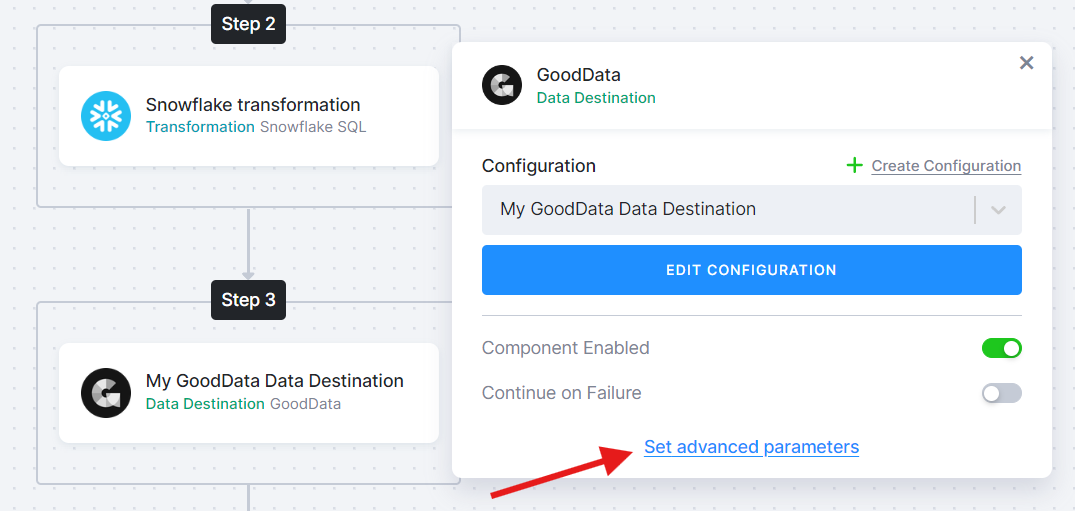 Step 2
Snowflake transformation
Transformation Snowflake SQL
Step 3
My GoodData Data Destination
Data Destination GoodData
GoodData
Data Destination
Configuration
Create Configuration
My GoodData Data Destination
EDIT CONFIGURATION
Component Enabled
Continue on Failure
Set advanced parameters